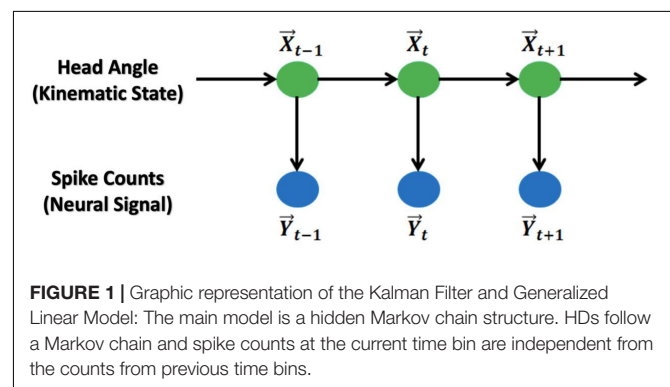 X⃗ₜ₋₁ X⃗ₜ X⃗ₜ₊₁
Head Angle
(Kinematic State)
Spike Counts
(Neural Signal)
Y⃗ₜ₋₁ Y⃗ₜ Y⃗ₜ₊₁
FIGURE 1 | Graphic representation of the Kalman Filter and Generalized
Linear Model: The main model is a hidden Markov chain structure. HDs follow
a Markov chain and spike counts at the current time bin are independent from
the counts from previous time bins.